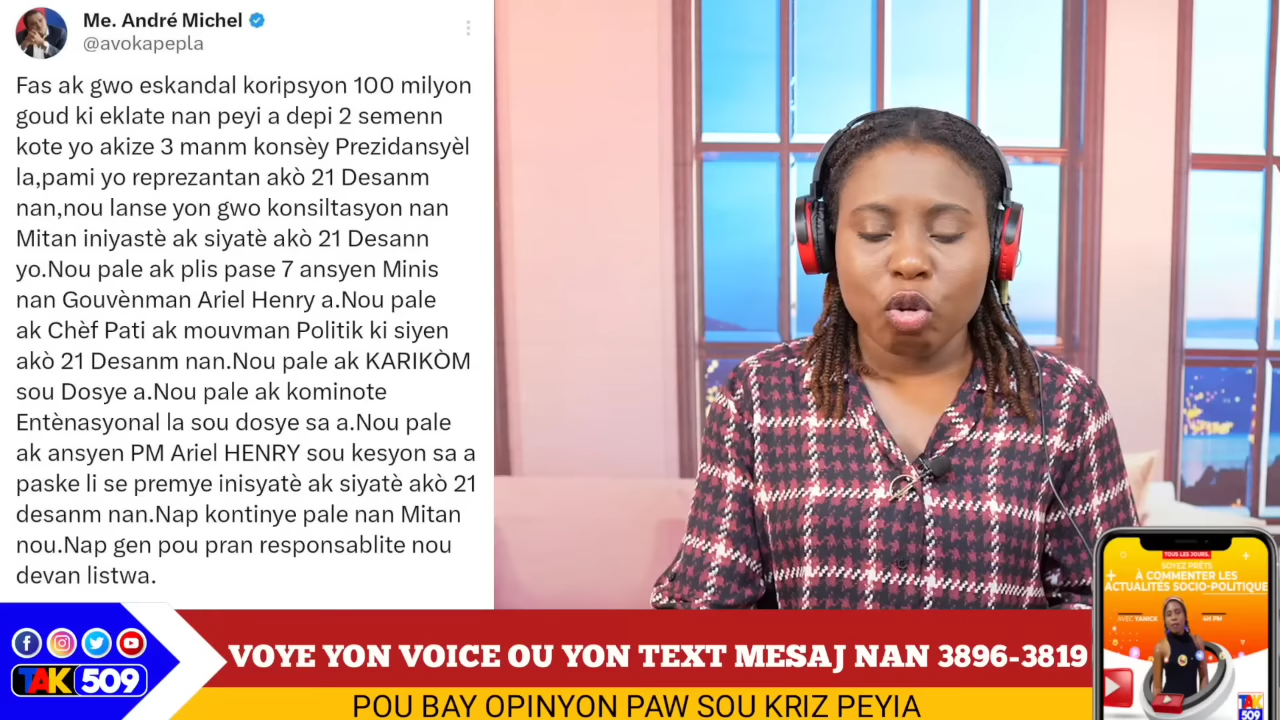 Me. André Michel
@avokapepla
Fas ak gwo eskandal koripsyon 100 milyon
goud ki eklate nan peyi a depi 2 semenn
kote yo akize 3 manm konsèy Prezidansyèl
la,pami yo reprezantan akò 21 Desanm
nan,nou lanse yon gwo konsiltasyon nan
Mitan iniyastè ak siyatè akò 21 Desann
yo.Nou pale ak plis pase 7 ansyen Minis
nan Gouvènman Ariel Henry a.Nou pale
ak Chèf Pati ak mouvman Politik ki siyen
akò 21 Desanm nan.Nou pale ak KARIKÒM
sou Dosye a.Nou pale ak kominote
Entènasyonal la sou dosye sa a.Nou pale
ak ansyen PM Ariel HENRY sou kesyon sa a
paske li se premye inisyatè ak siyatè akò 21
desanm nan.Nap kontinye pale nan Mitan
nou.Nap gen pou pran responsablite nou
devan listwa.
TOUS LES JOURS,
SOYEZ PRÊTS
À COMMENTER LES
ACTUALITÉS SOCIO-POLITIQUE
AVEC YANICK
4H PM
TAK 509
TAK 509
VOYE YON VOICE OU YON TEXT MESAJ NAN 3896-3819
POU BAY OPINYON PAW SOU KRIZ PEYIA